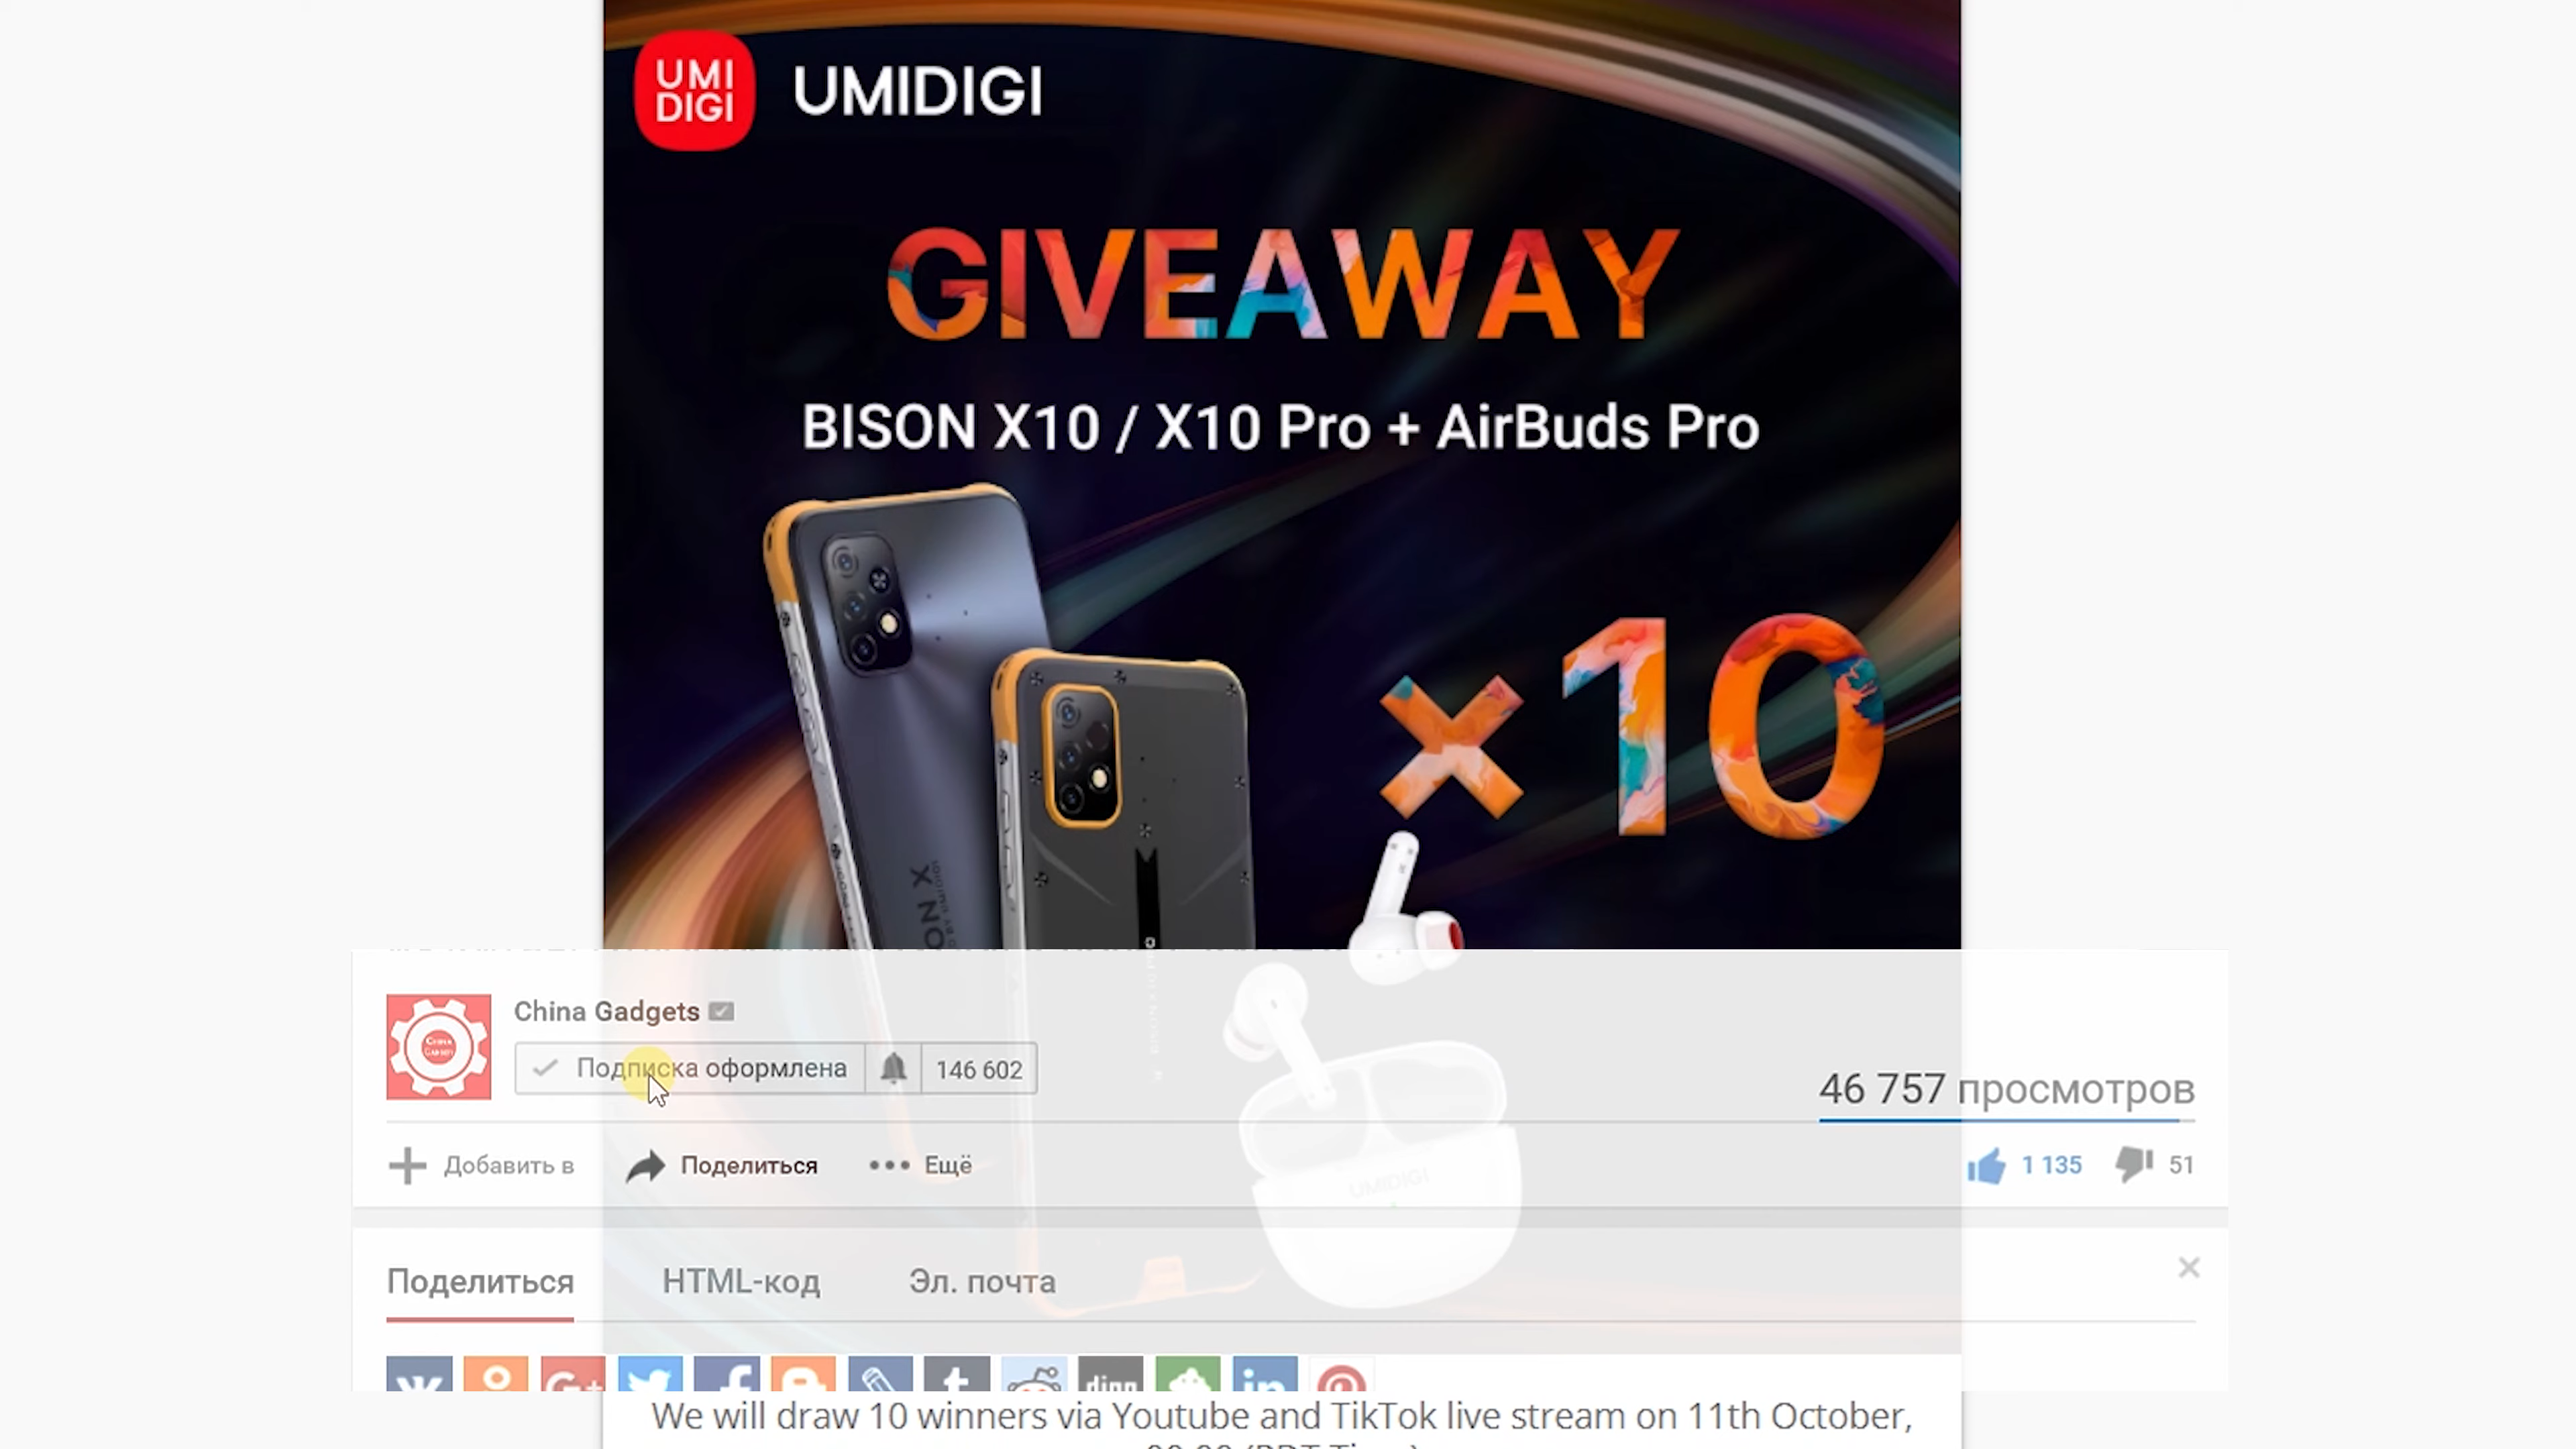 UMI
DIGI
UMIDIGI
GIVEAWAY
BISON X10 / X10 Pro + AirBuds Pro
×10
China Gadgets
Подписка оформлена
146 602
46 757 просмотров
Добавить в
Поделиться
Ещё
1 135
51
UMIDIGI
Поделиться
HTML-код
Эл. почта
We will draw 10 winners via Youtube and TikTok live stream on 11th October,